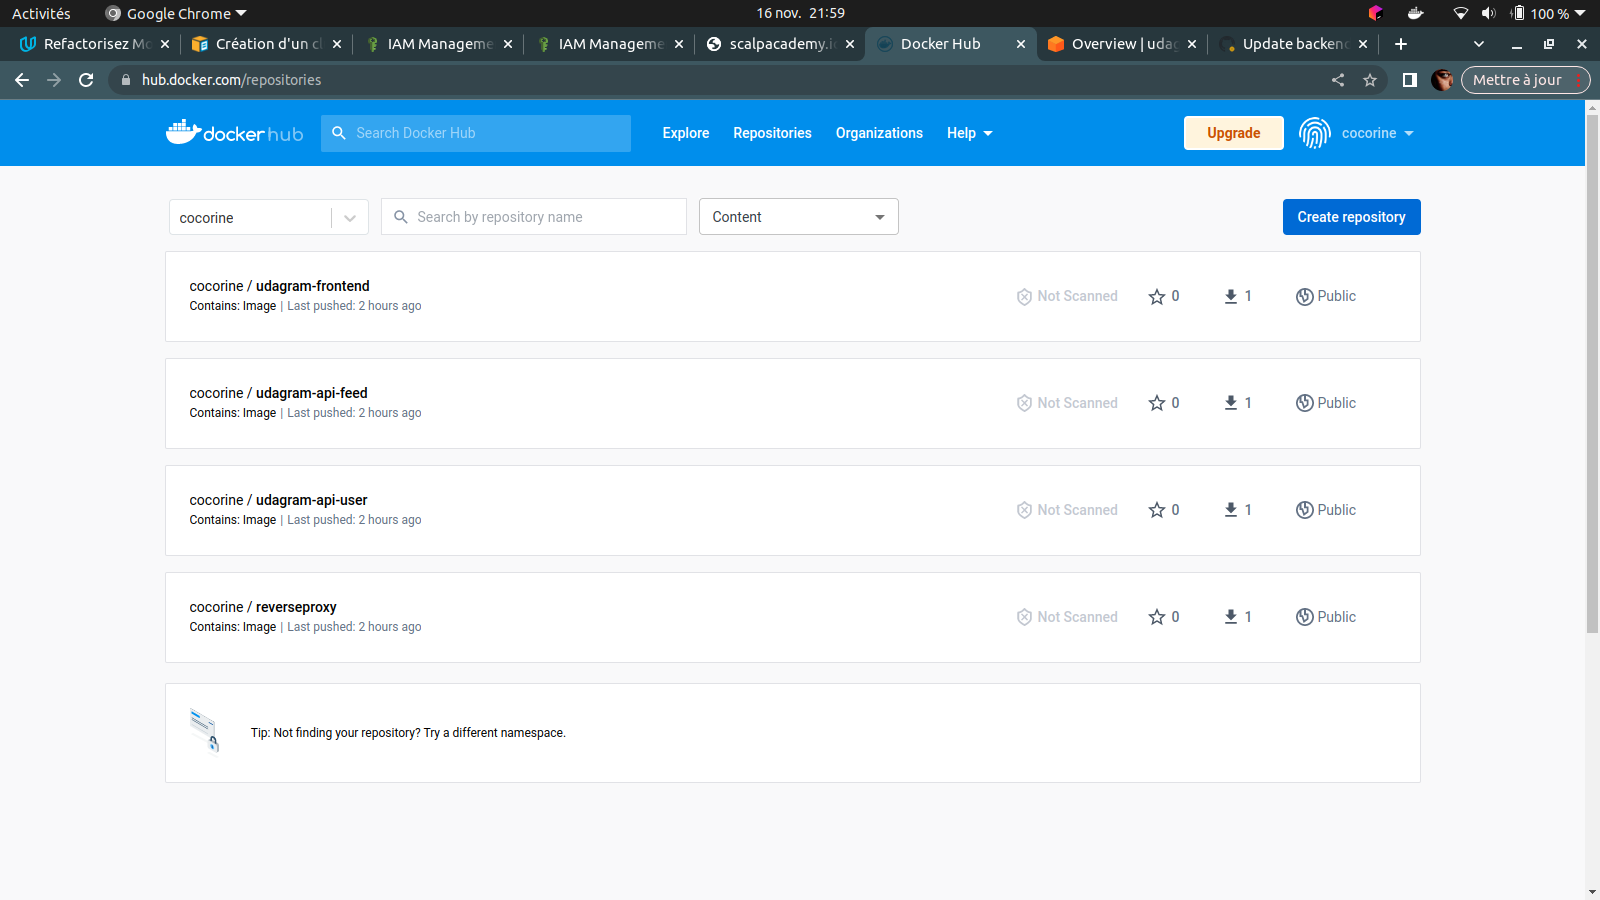 Activités Google Chrome 16 nov. 21:59 100 %
Refactorisez Mo Création d'un cl IAM Manageme IAM Manageme scalpacademy.i Docker Hub Overview | udag Update backend
hub.docker.com/repositories Mettre à jour
docker hub Search Docker Hub Explore Repositories Organizations Help Upgrade cocorine
cocorine Search by repository name Content Create repository
cocorine / udagram-frontend
Contains: Image | Last pushed: 2 hours ago
Not Scanned 0 1 Public
cocorine / udagram-api-feed
Contains: Image | Last pushed: 2 hours ago
Not Scanned 0 1 Public
cocorine / udagram-api-user
Contains: Image | Last pushed: 2 hours ago
Not Scanned 0 1 Public
cocorine / reverseproxy
Contains: Image | Last pushed: 2 hours ago
Not Scanned 0 1 Public
Tip: Not finding your repository? Try a different namespace.